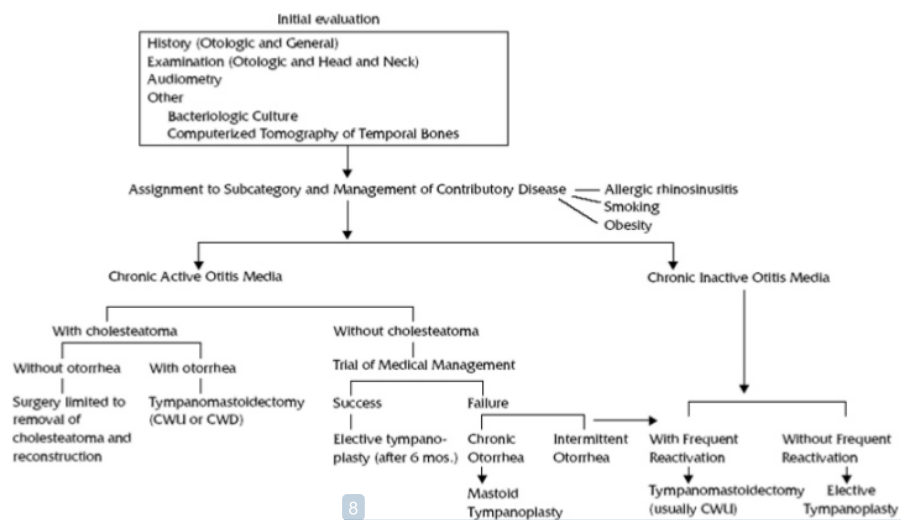 Initial evaluation
History (Otologic and General)
Examination (Otologic and Head and Neck)
Audiometry
Other
Bacteriologic Culture
Computerized Tomography of Temporal Bones
Assignment to Subcategory and Management of Contributory Disease
Allergic rhinosinusitis
Smoking
Obesity
Chronic Active Otitis Media
Chronic Inactive Otitis Media
With cholesteatoma
Without cholesteatoma
Without otorrhea
With otorrhea
Trial of Medical Management
Surgery limited to
removal of
cholesteatoma and
reconstruction
Tympanomastoidectomy
(CWU or CWD)
Success
Failure
Elective tympano-
plasty (after 6 mos.)
Chronic
Otorrhea
Intermittent
Otorrhea
With Frequent
Reactivation
Without Frequent
Reactivation
Mastoid
Tympanoplasty
Tympanomastoidectomy
(usually CWU)
Elective
Tympanoplasty
8